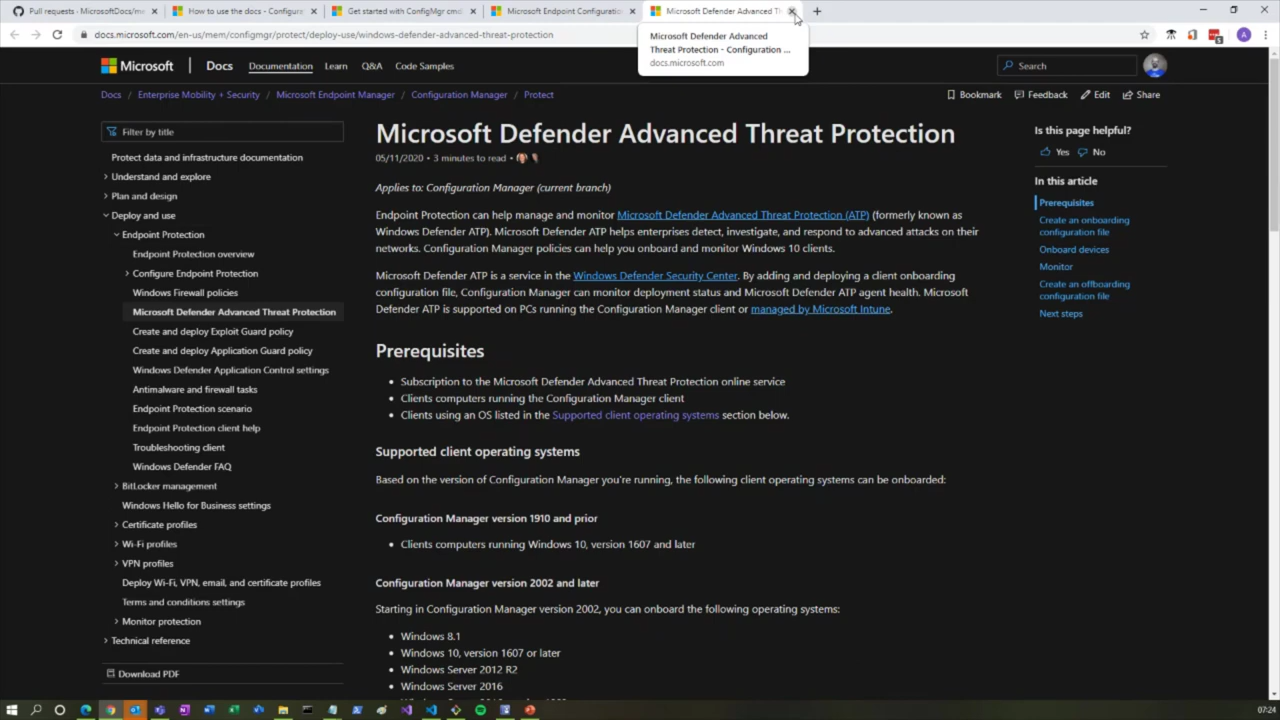 Pull requests · MicrosoftDocs/me
How to use the docs - Configura
Get started with ConfigMgr cmd
Microsoft Endpoint Configuration
Microsoft Defender Advanced Th
docs.microsoft.com/en-us/mem/configmgr/protect/deploy-use/windows-defender-advanced-threat-protection
A
Microsoft Defender Advanced
Threat Protection - Configuration ...
docs.microsoft.com
Microsoft
Docs
Documentation
Learn
Q&A
Code Samples
Search
Docs / Enterprise Mobility + Security / Microsoft Endpoint Manager / Configuration Manager / Protect
Bookmark
Feedback
Edit
Share
Filter by title
Protect data and infrastructure documentation
Understand and explore
Plan and design
Deploy and use
Endpoint Protection
Endpoint Protection overview
Configure Endpoint Protection
Windows Firewall policies
Microsoft Defender Advanced Threat Protection
Create and deploy Exploit Guard policy
Create and deploy Application Guard policy
Windows Defender Application Control settings
Antimalware and firewall tasks
Endpoint Protection scenario
Endpoint Protection client help
Troubleshooting client
Windows Defender FAQ
BitLocker management
Windows Hello for Business settings
Certificate profiles
Wi-Fi profiles
VPN profiles
Deploy Wi-Fi, VPN, email, and certificate profiles
Terms and conditions settings
Monitor protection
Technical reference
Download PDF
Microsoft Defender Advanced Threat Protection
05/11/2020 • 3 minutes to read •
Applies to: Configuration Manager (current branch)
Endpoint Protection can help manage and monitor Microsoft Defender Advanced Threat Protection (ATP) (formerly known as
Windows Defender ATP). Microsoft Defender ATP helps enterprises detect, investigate, and respond to advanced attacks on their
networks. Configuration Manager policies can help you onboard and monitor Windows 10 clients.
Microsoft Defender ATP is a service in the Windows Defender Security Center. By adding and deploying a client onboarding
configuration file, Configuration Manager can monitor deployment status and Microsoft Defender ATP agent health. Microsoft
Defender ATP is supported on PCs running the Configuration Manager client or managed by Microsoft Intune.
Prerequisites
• Subscription to the Microsoft Defender Advanced Threat Protection online service
• Clients computers running the Configuration Manager client
• Clients using an OS listed in the Supported client operating systems section below.
Supported client operating systems
Based on the version of Configuration Manager you're running, the following client operating systems can be onboarded:
Configuration Manager version 1910 and prior
• Clients computers running Windows 10, version 1607 and later
Configuration Manager version 2002 and later
Starting in Configuration Manager version 2002, you can onboard the following operating systems:
• Windows 8.1
• Windows 10, version 1607 or later
• Windows Server 2012 R2
• Windows Server 2016
Is this page helpful?
Yes
No
In this article
Prerequisites
Create an onboarding
configuration file
Onboard devices
Monitor
Create an offboarding
configuration file
Next steps
07:24